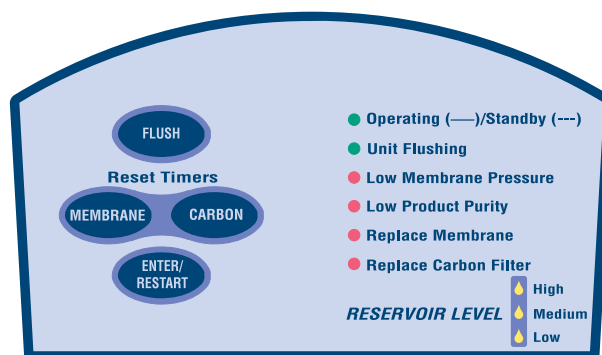 FLUSH
Reset Timers
MEMBRANE
CARBON
ENTER/
RESTART
Operating (——)/Standby (---)
Unit Flushing
Low Membrane Pressure
Low Product Purity
Replace Membrane
Replace Carbon Filter
RESERVOIR LEVEL
High
Medium
Low